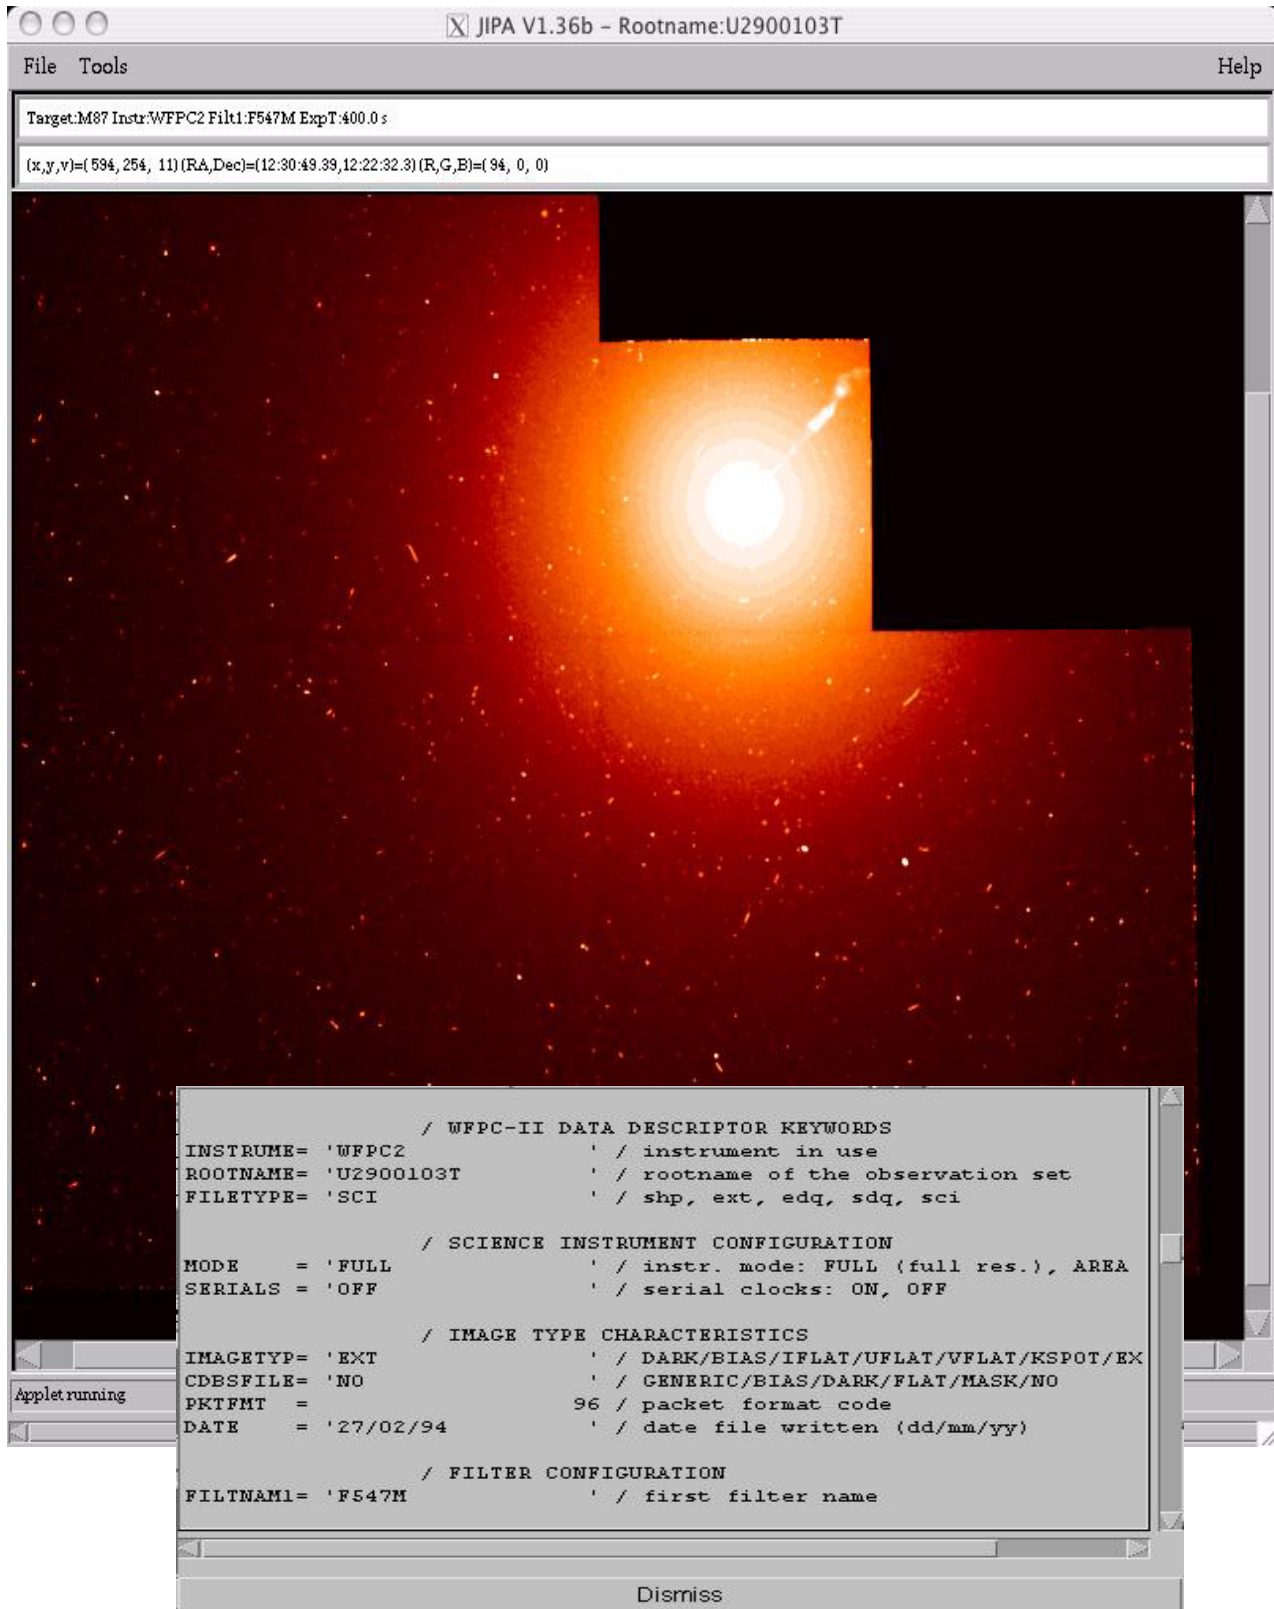 X JIPA V1.36b – Rootname:U2900103T
File Tools Help
Target:M87 Instr:WFPC2 Filt1:F547M ExpT:400.0 s
(x,y,v)=( 594, 254, 11) (RA,Dec)=(12:30:49.39,12:22:32.3) (R,G,B)=( 94, 0, 0)
/ WFPC-II DATA DESCRIPTOR KEYWORDS
INSTRUME= 'WFPC2 ' / instrument in use
ROOTNAME= 'U2900103T ' / rootname of the observation set
FILETYPE= 'SCI ' / shp, ext, edq, sdq, sci
/ SCIENCE INSTRUMENT CONFIGURATION
MODE = 'FULL ' / instr. mode: FULL (full res.), AREA
SERIALS = 'OFF ' / serial clocks: ON, OFF
/ IMAGE TYPE CHARACTERISTICS
IMAGETYP= 'EXT ' / DARK/BIAS/IFLAT/UFLAT/VFLAT/KSPOT/EX
CDBSFILE= 'NO ' / GENERIC/BIAS/DARK/FLAT/MASK/NO
PKTFMT = 96 / packet format code
DATE = '27/02/94 ' / date file written (dd/mm/yy)
/ FILTER CONFIGURATION
FILTNAM1= 'F547M ' / first filter name
Applet running
Dismiss